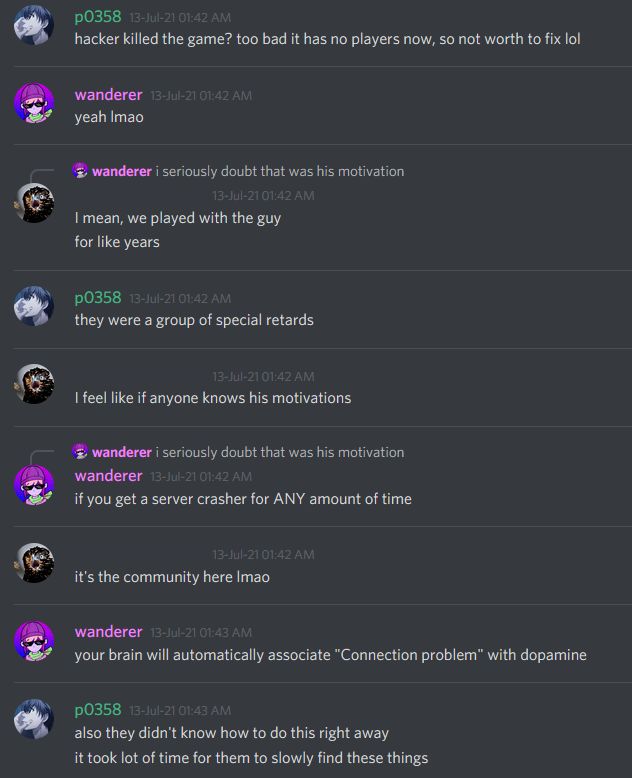 p0358 13-Jul-21 01:42 AM
hacker killed the game? too bad it has no players now, so not worth to fix lol
wanderer 13-Jul-21 01:42 AM
yeah lmao
wanderer i seriously doubt that was his motivation
13-Jul-21 01:42 AM
I mean, we played with the guy
for like years
p0358 13-Jul-21 01:42 AM
they were a group of special retards
13-Jul-21 01:42 AM
I feel like if anyone knows his motivations
wanderer i seriously doubt that was his motivation
wanderer 13-Jul-21 01:42 AM
if you get a server crasher for ANY amount of time
13-Jul-21 01:42 AM
it's the community here lmao
wanderer 13-Jul-21 01:43 AM
your brain will automatically associate "Connection problem" with dopamine
p0358 13-Jul-21 01:43 AM
also they didn't know how to do this right away
it took lot of time for them to slowly find these things